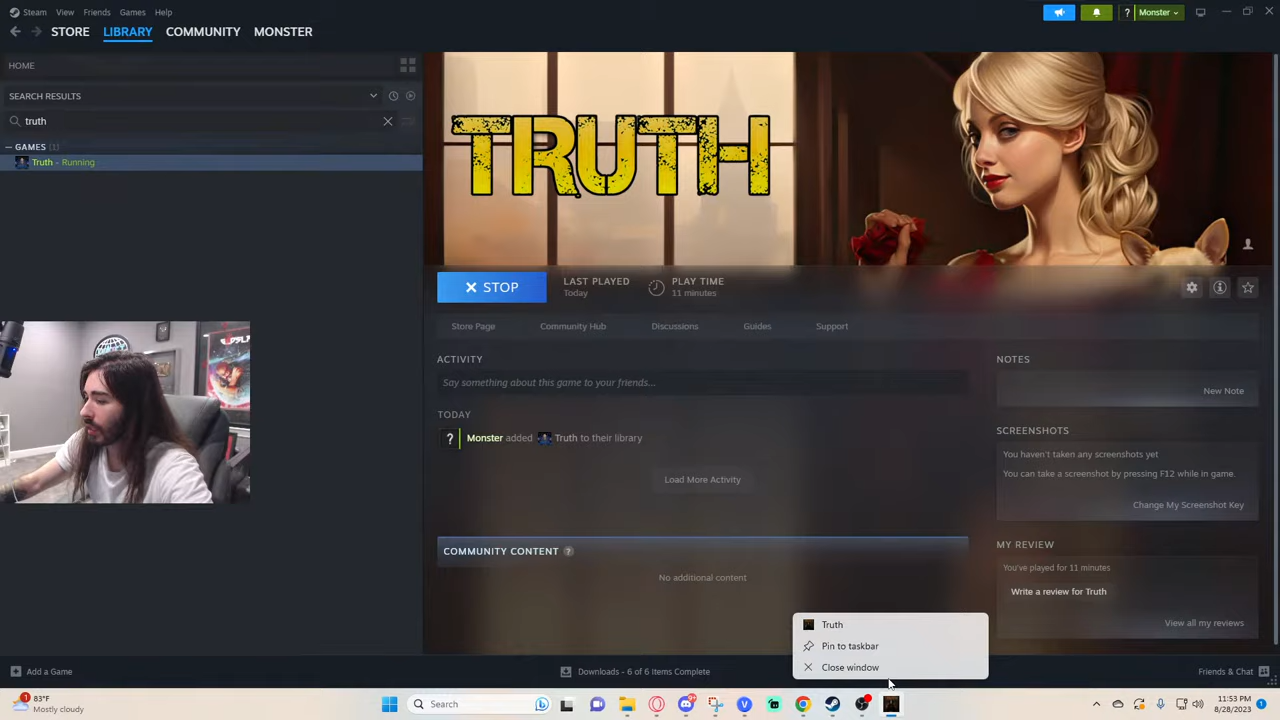 Steam View Friends Games Help
Monster
STORE LIBRARY COMMUNITY MONSTER
HOME
SEARCH RESULTS
truth
GAMES (1)
Truth - Running
TRUTH
STOP
LAST PLAYED
Today
PLAY TIME
11 minutes
Store Page Community Hub Discussions Guides Support
ACTIVITY
Say something about this game to your friends...
TODAY
? Monster added Truth to their library
Load More Activity
COMMUNITY CONTENT ?
No additional content
NOTES
New Note
SCREENSHOTS
You haven't taken any screenshots yet
You can take a screenshot by pressing F12 while in game.
Change My Screenshot Key
MY REVIEW
You've played for 11 minutes
Write a review for Truth
View all my reviews
Truth
Pin to taskbar
Close window
Add a Game
Downloads - 6 of 6 Items Complete
Friends & Chat
83°F
Mostly cloudy
Search
11:53 PM
8/28/2023